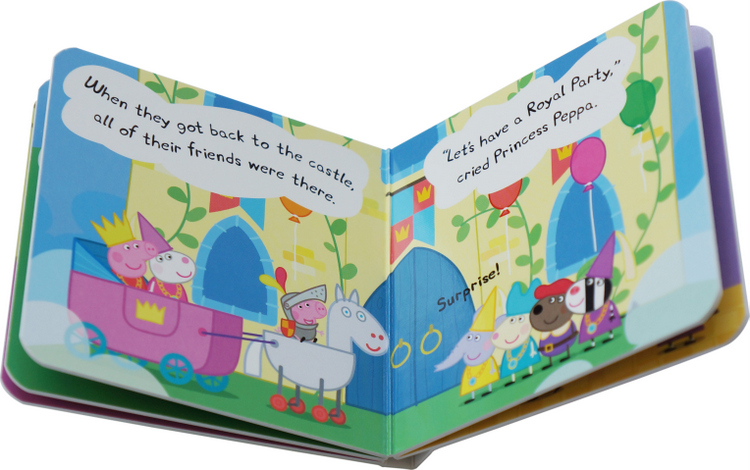 When they got back to the castle,
all of their friends were there.
"Let's have a Royal Party,"
cried Princess Peppa.
Surprise!